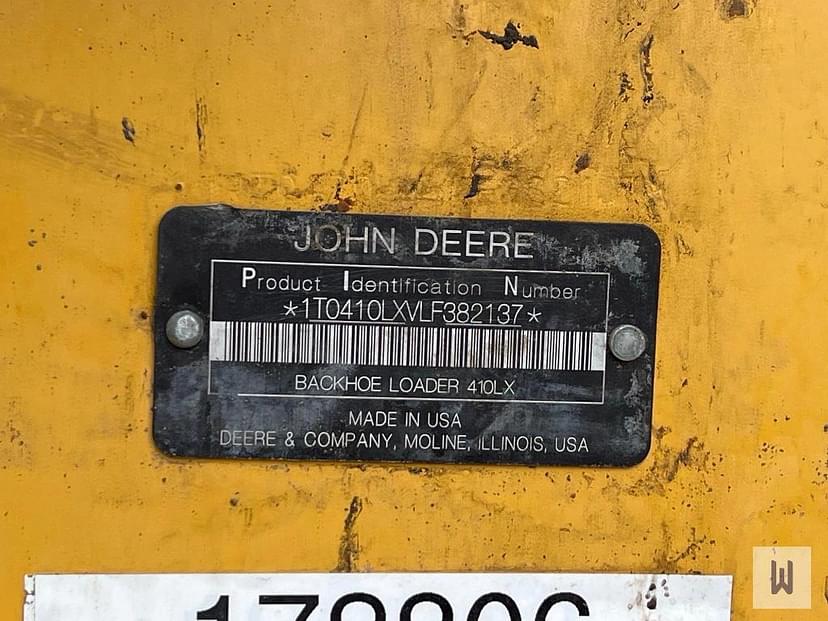 JOHN DEERE
Product Identification Number
*1T0410LXVLF382137*
BACKHOE LOADER 410LX
MADE IN USA
DEERE & COMPANY, MOLINE, ILLINOIS, USA
W